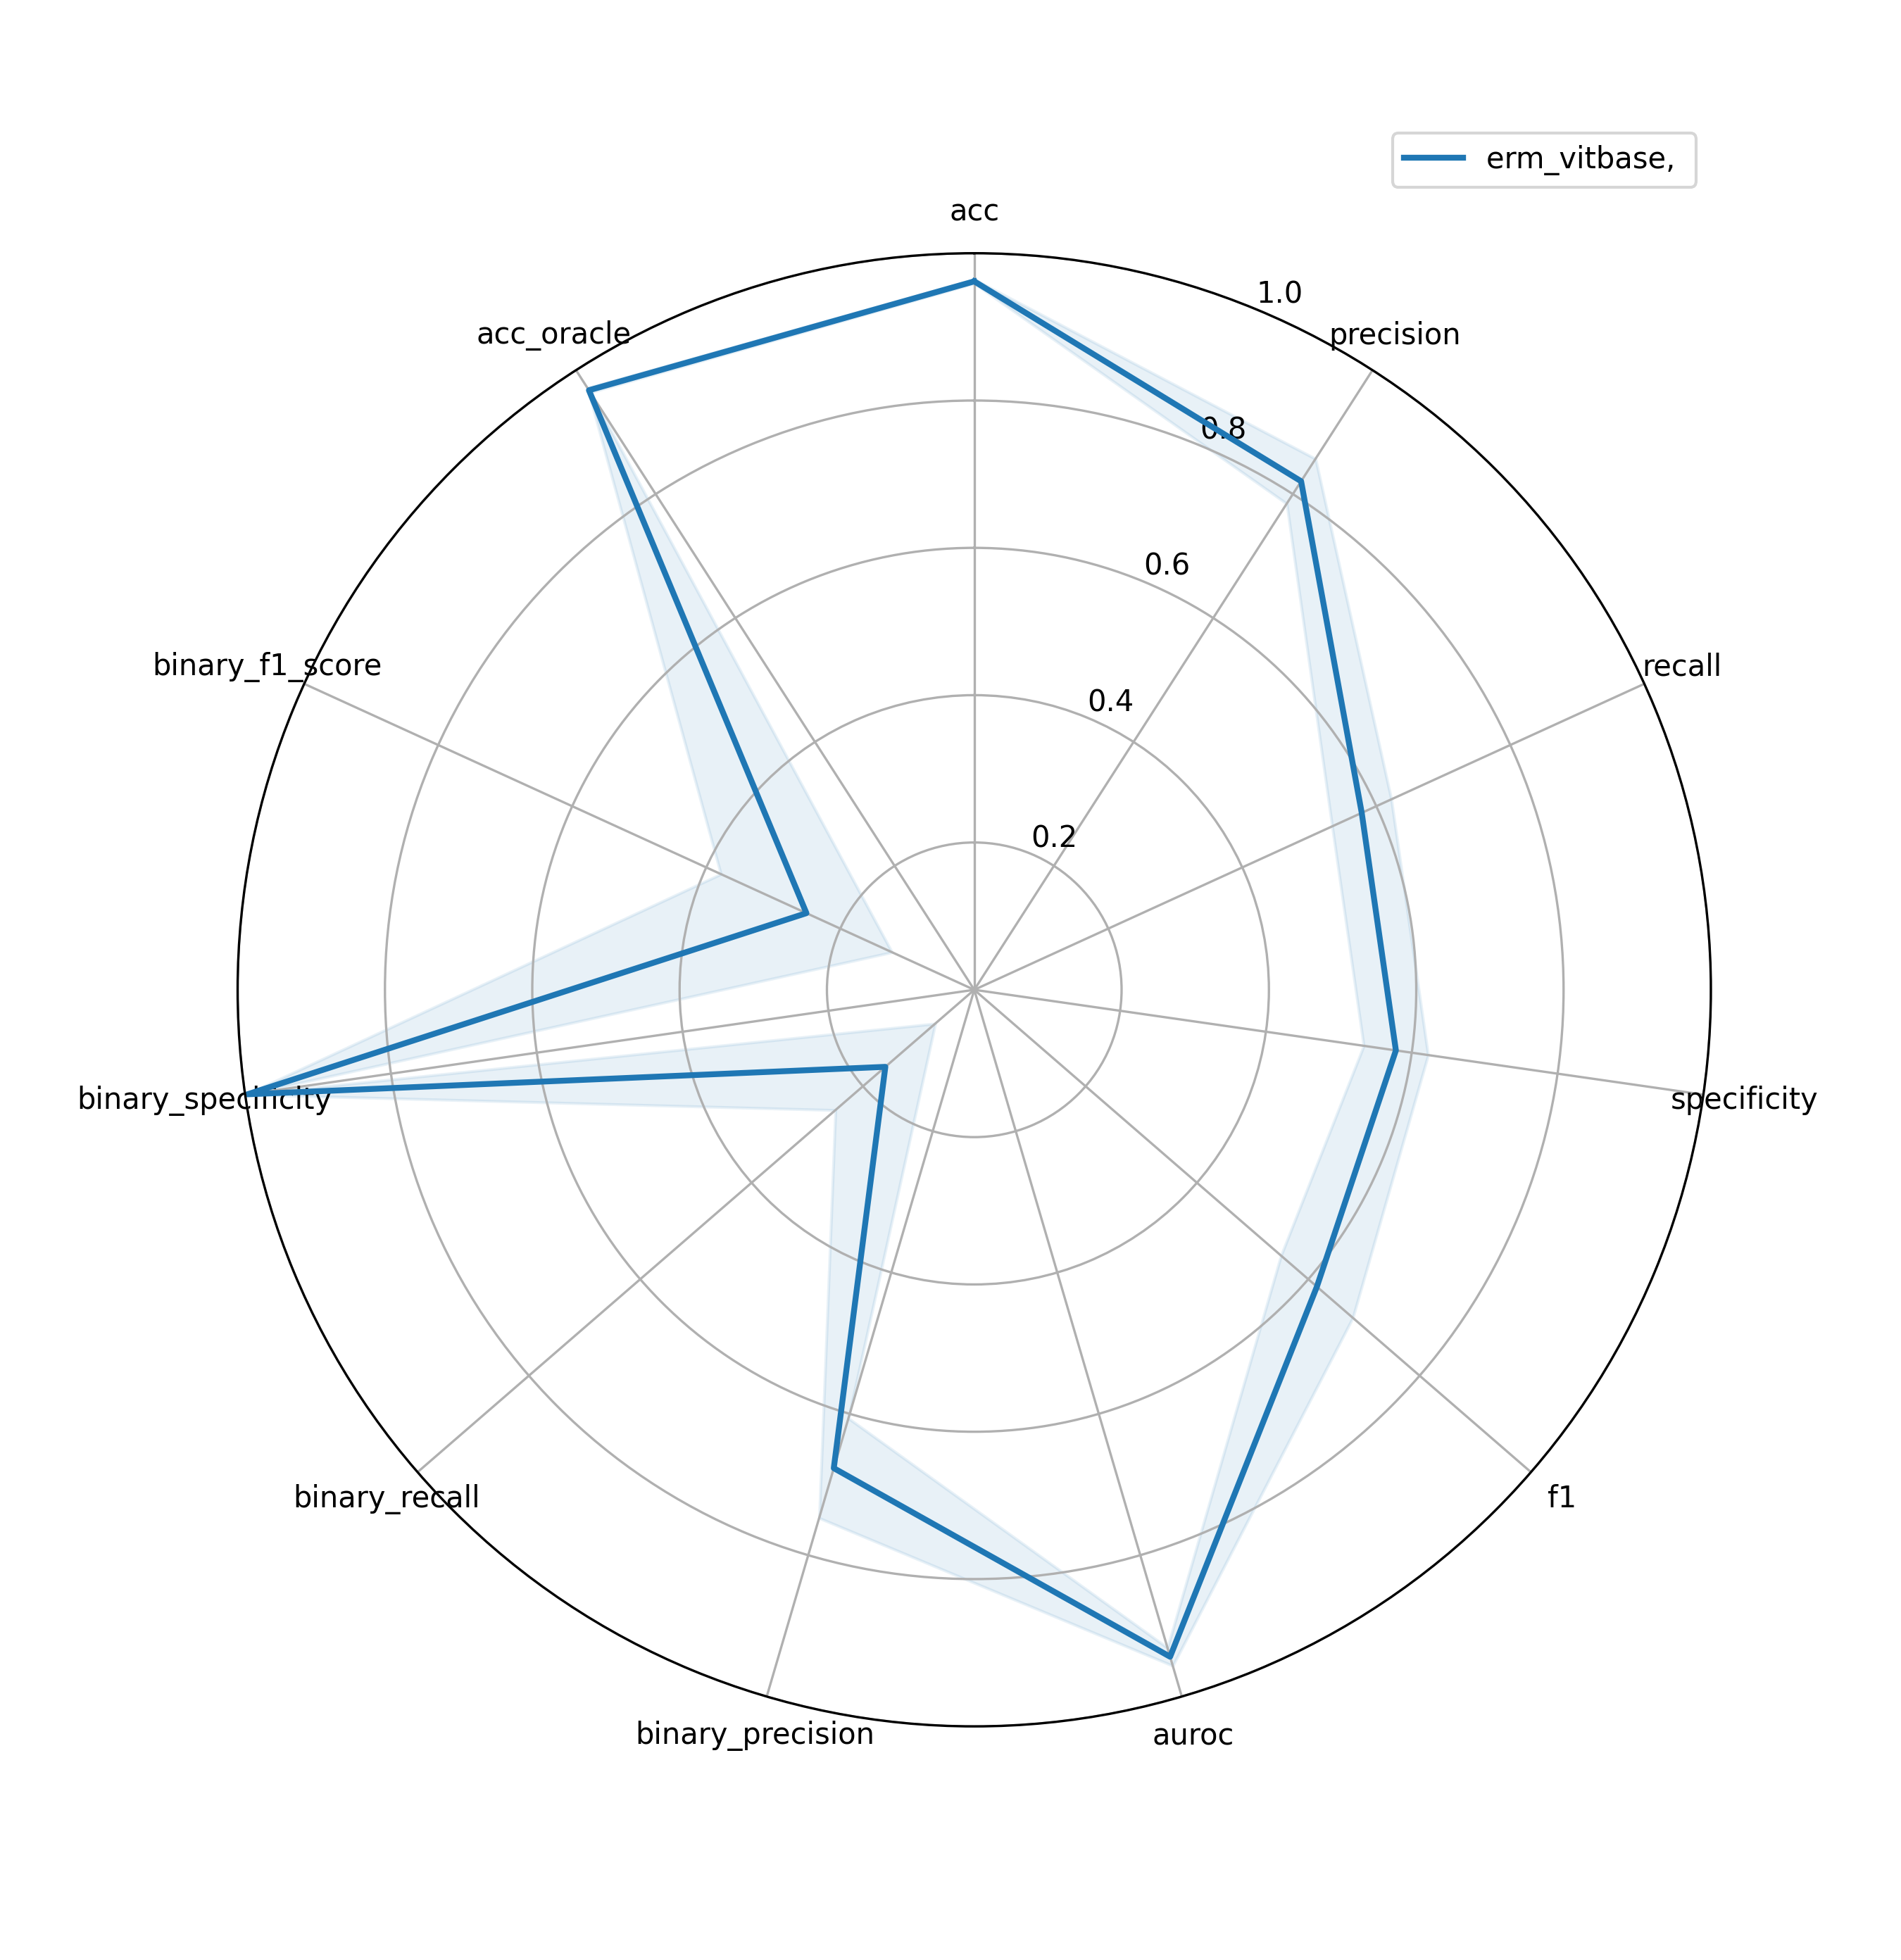 erm_vitbase,
acc
1.0
acc_oracle
precision
0.8
0.6
binary_f1_score
recall
0.4
0.2
binary_specificity
specificity
binary_recall
f1
binary_precision
auroc